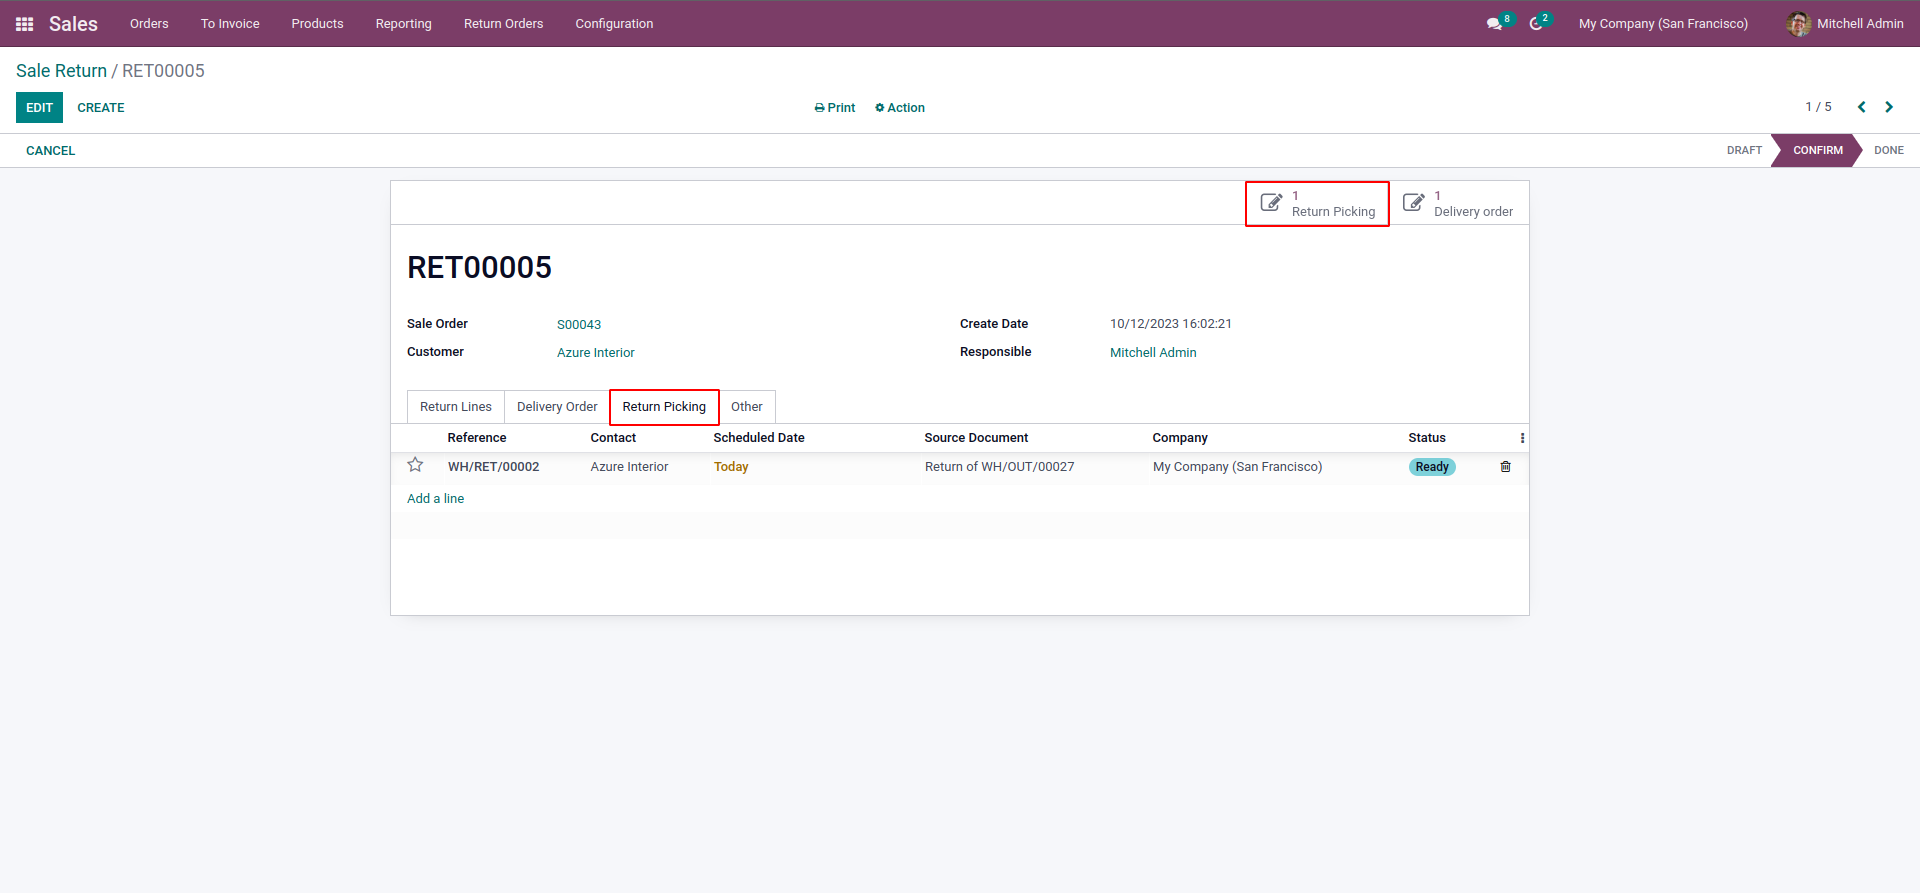 Sales Orders To Invoice Products Reporting Return Orders Configuration 8 2 My Company (San Francisco) Mitchell Admin
Sale Return / RET00005
EDIT CREATE Print Action 1 / 5
CANCEL DRAFT CONFIRM DONE
1 1
Return Picking Delivery order
RET00005
Sale Order S00043 Create Date 10/12/2023 16:02:21
Customer Azure Interior Responsible Mitchell Admin
Return Lines Delivery Order Return Picking Other
Reference Contact Scheduled Date Source Document Company Status
WH/RET/00002 Azure Interior Today Return of WH/OUT/00027 My Company (San Francisco) Ready
Add a line